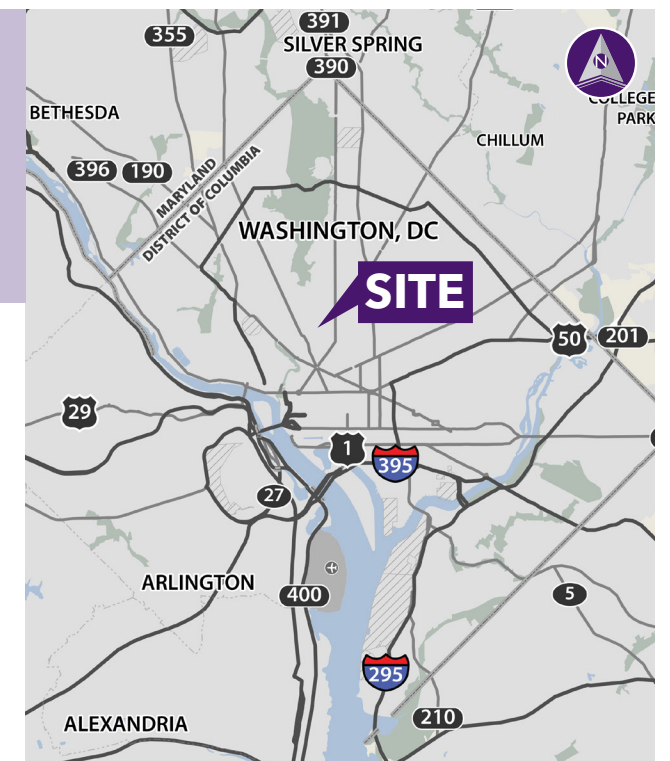 391
355
SILVER SPRING
390
N
COLLEGE
PARK
BETHESDA
CHILLUM
396
190
MARYLAND
DISTRICT OF COLUMBIA
WASHINGTON, DC
SITE
50
201
29
1
395
27
ARLINGTON
400
5
295
210
ALEXANDRIA